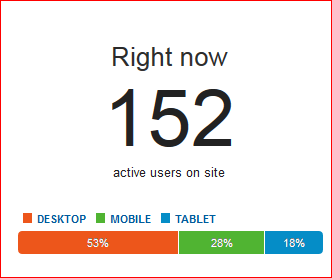 Right now
152
active users on site
DESKTOP MOBILE TABLET
53% 28% 18%